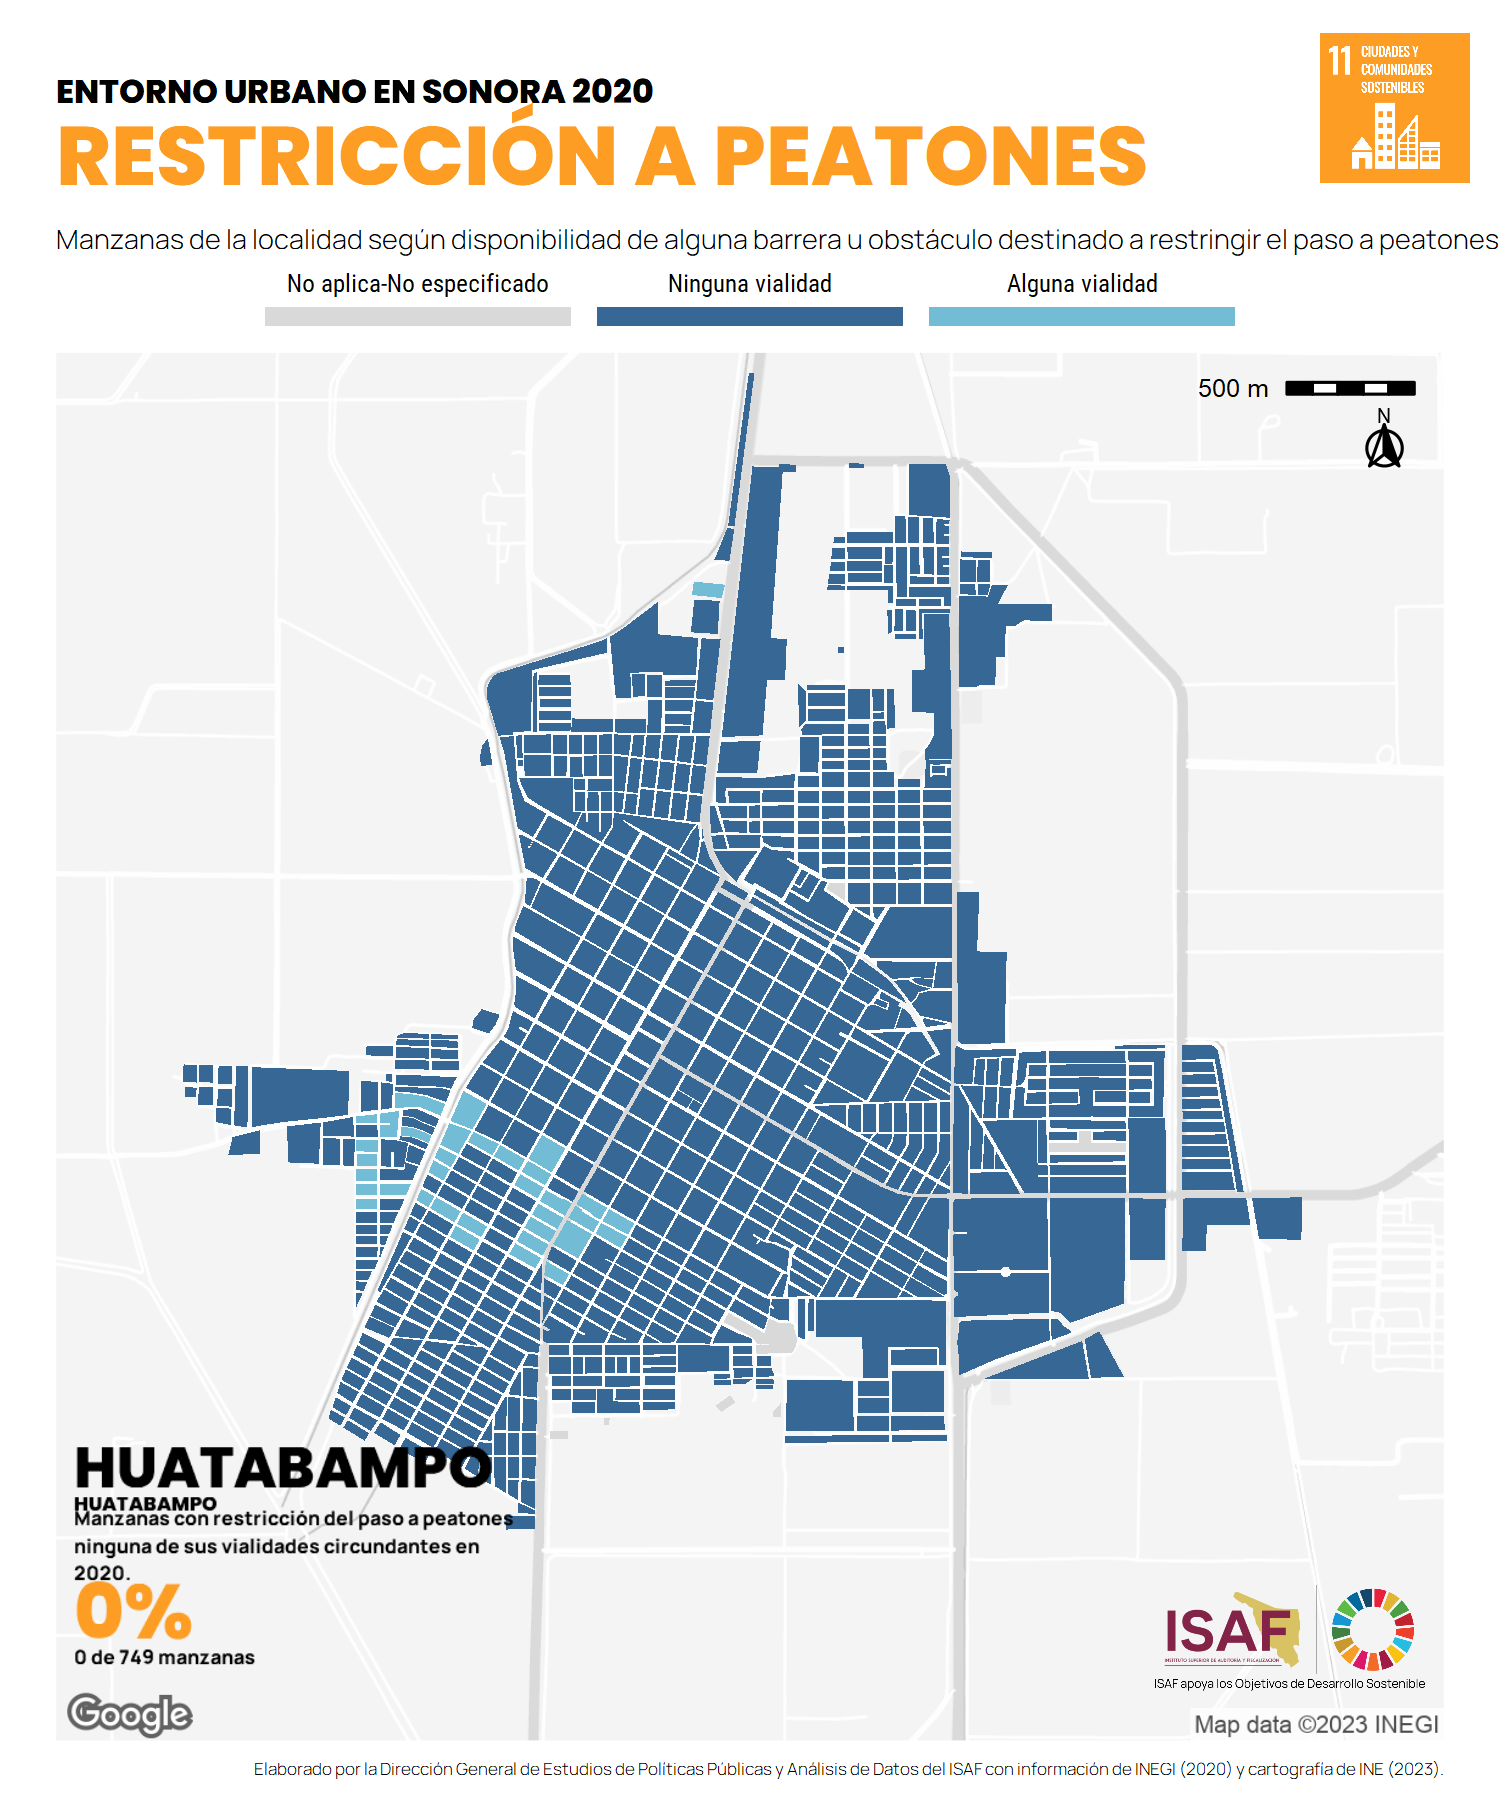 ENTORNO URBANO EN SONORA 2020
RESTRICCIÓN A PEATONES
11 CIUDADES Y
COMUNIDADES
SOSTENIBLES
Manzanas de la localidad según disponibilidad de alguna barrera u obstáculo destinado a restringir el paso a peatones
No aplica-No especificado
Ninguna vialidad
Alguna vialidad
500 m
N
HUATABAMPO
HUATABAMPO
Manzanas con restricción del paso a peatones
ninguna de sus vialidades circundantes en
2020.
0%
0 de 749 manzanas
Google
ISAF
INSTITUTO SUPERIOR DE AUDITORÍA Y FISCALIZACIÓN
ISAF apoya los Objetivos de Desarrollo Sostenible
Map data ©2023 INEGI
Elaborado por la Dirección General de Estudios de Políticas Públicas y Análisis de Datos del ISAF con información de INEGI (2020) y cartografía de INE (2023).